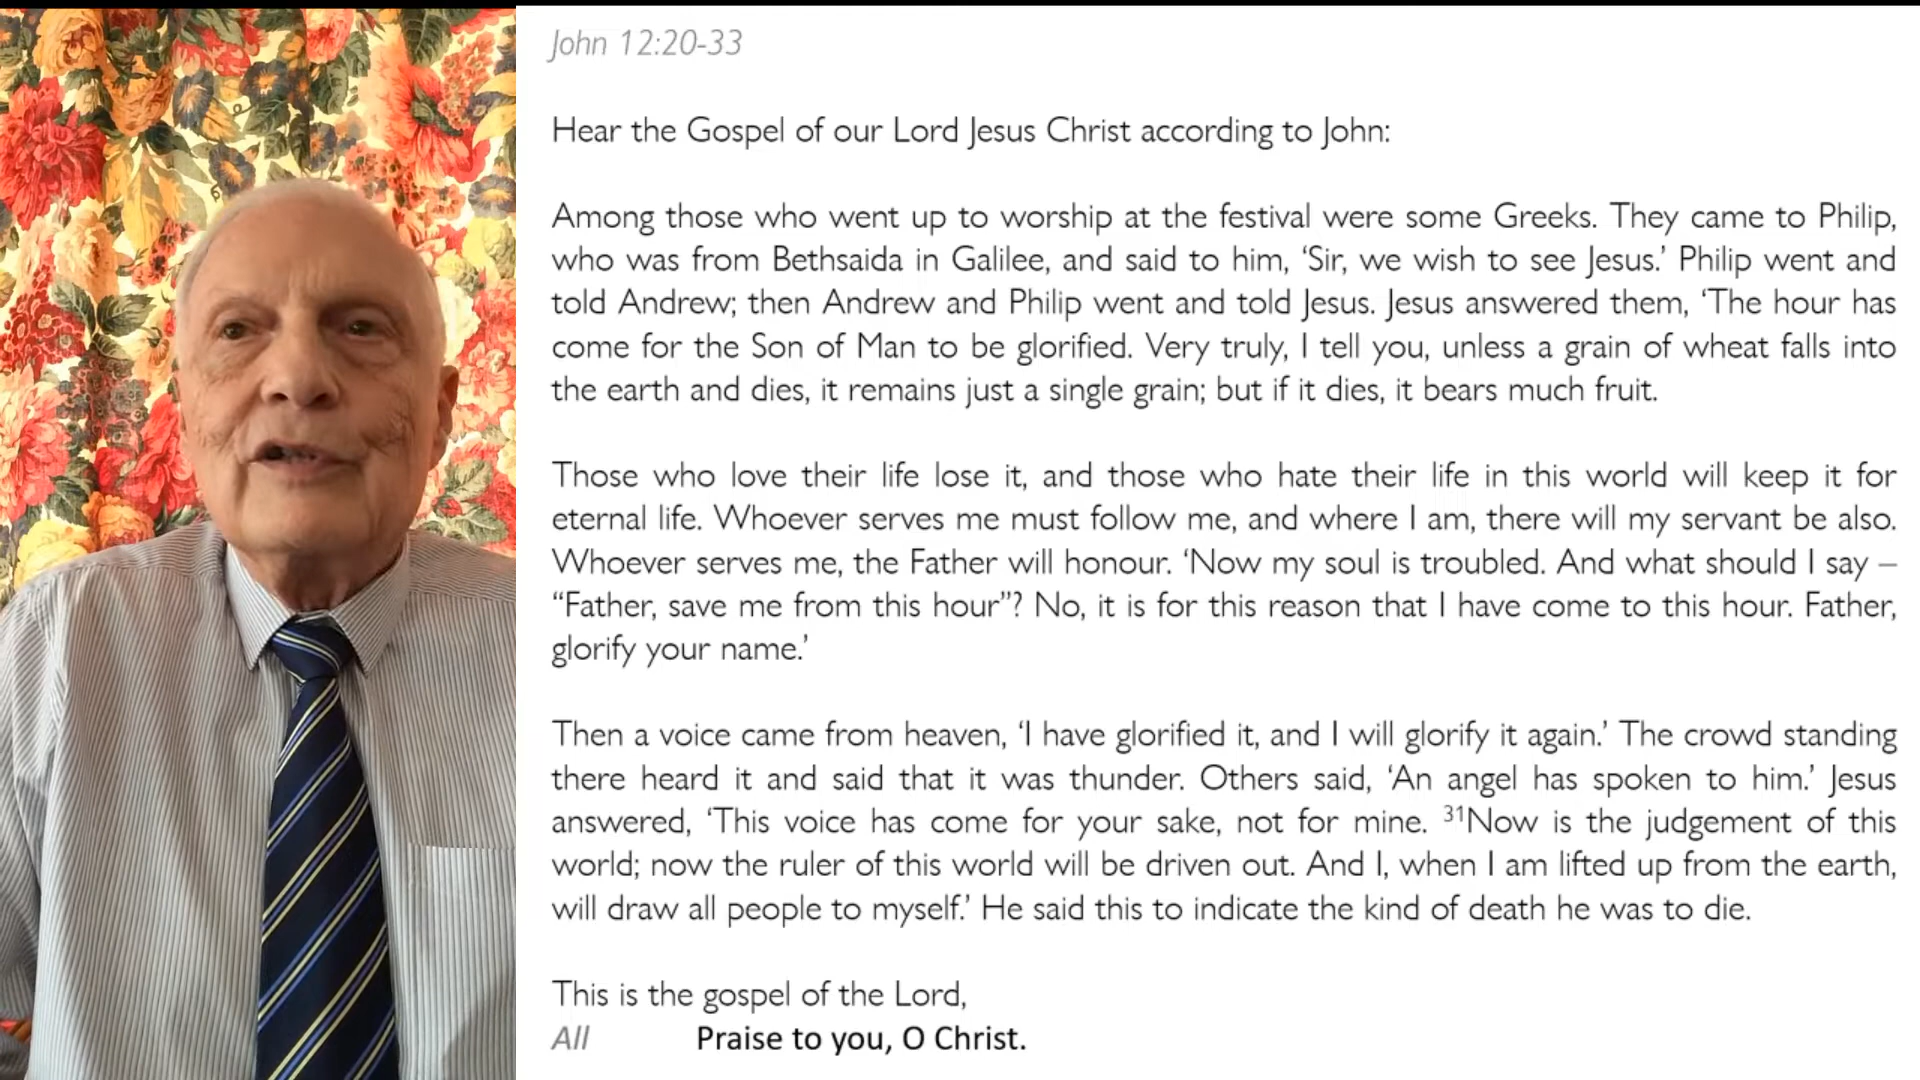 John 12:20-33
Hear the Gospel of our Lord Jesus Christ according to John:
Among those who went up to worship at the festival were some Greeks. They came to Philip,
who was from Bethsaida in Galilee, and said to him, ‘Sir, we wish to see Jesus.’ Philip went and
told Andrew; then Andrew and Philip went and told Jesus. Jesus answered them, ‘The hour has
come for the Son of Man to be glorified. Very truly, I tell you, unless a grain of wheat falls into
the earth and dies, it remains just a single grain; but if it dies, it bears much fruit.
Those who love their life lose it, and those who hate their life in this world will keep it for
eternal life. Whoever serves me must follow me, and where I am, there will my servant be also.
Whoever serves me, the Father will honour. ‘Now my soul is troubled. And what should I say –
“Father, save me from this hour”? No, it is for this reason that I have come to this hour. Father,
glorify your name.’
Then a voice came from heaven, ‘I have glorified it, and I will glorify it again.’ The crowd standing
there heard it and said that it was thunder. Others said, ‘An angel has spoken to him.’ Jesus
answered, ‘This voice has come for your sake, not for mine. ³¹Now is the judgement of this
world; now the ruler of this world will be driven out. And I, when I am lifted up from the earth,
will draw all people to myself.’ He said this to indicate the kind of death he was to die.
This is the gospel of the Lord,
All Praise to you, O Christ.